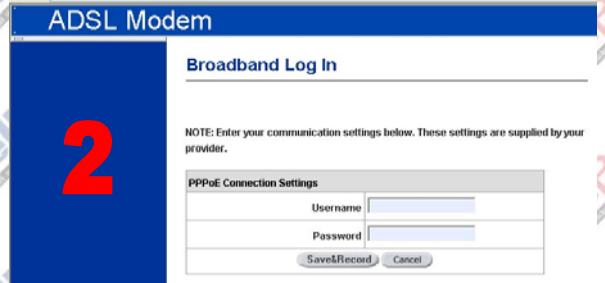 ADSL Modem
Broadband Log In
2
NOTE: Enter your communication settings below. These settings are supplied by your
provider.
PPPoE Connection Settings
Username
Password
Save&Record Cancel